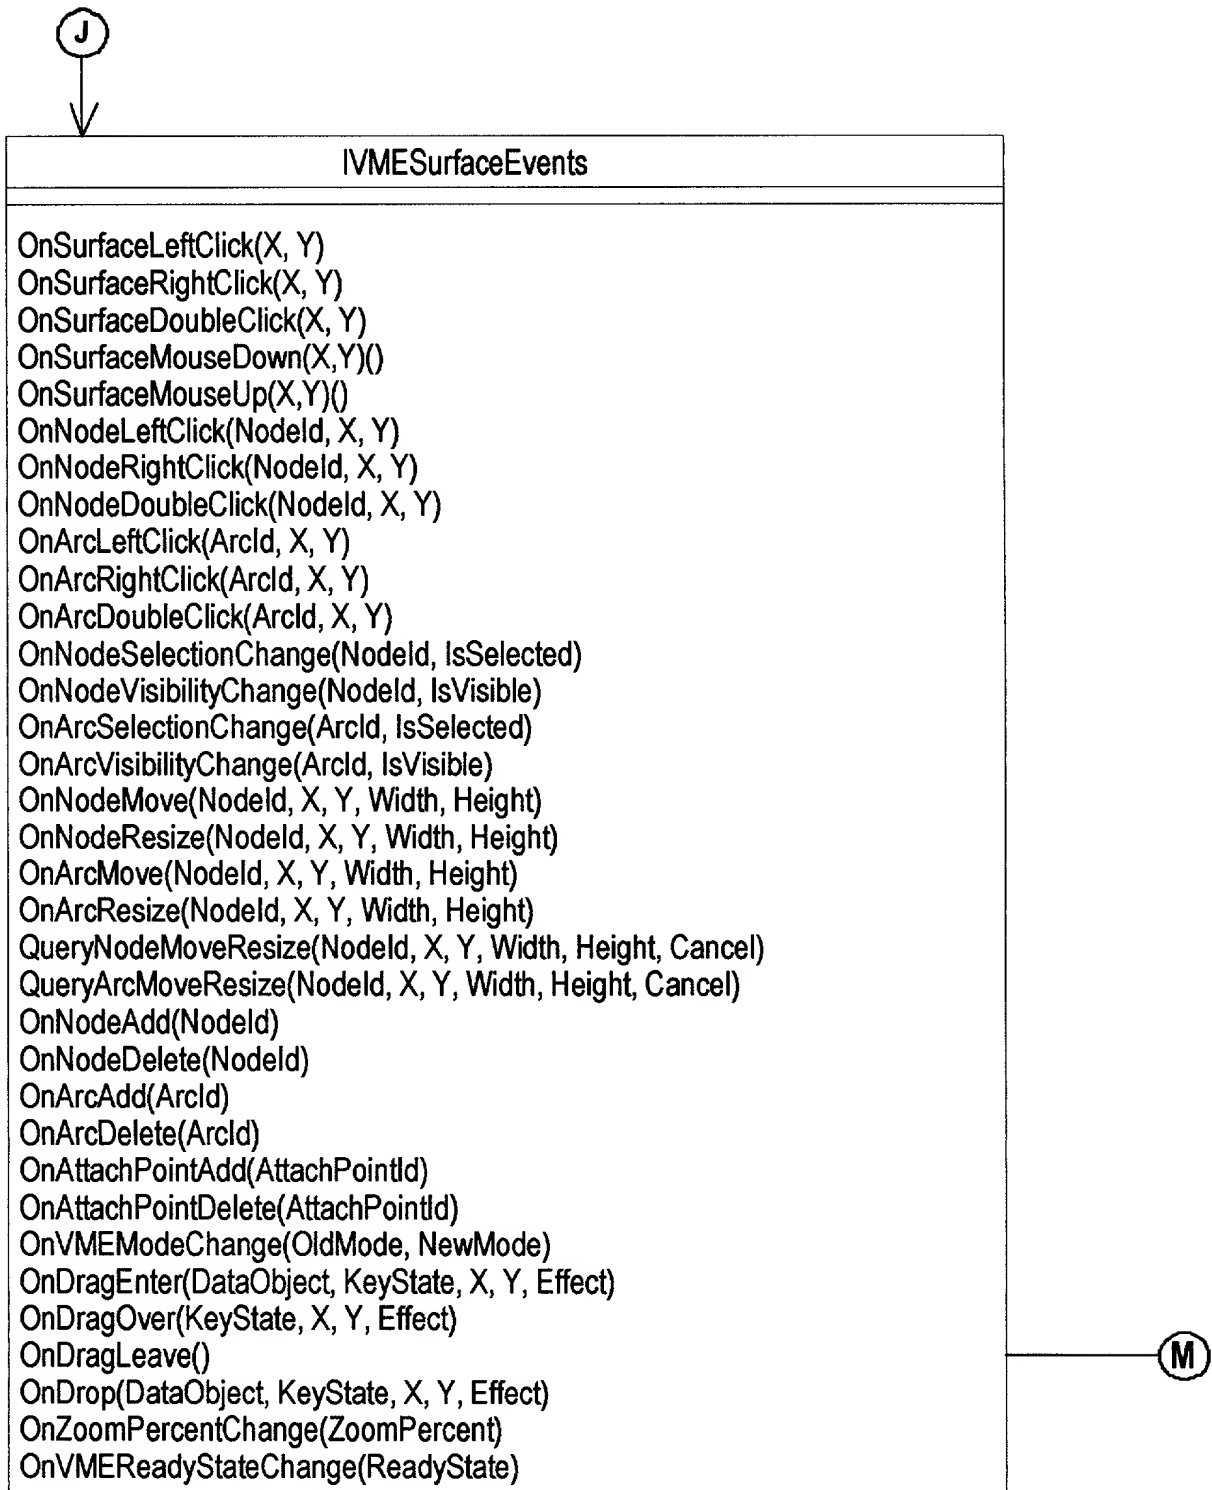 J
IVMESurfaceEvents
OnSurfaceLeftClick(X, Y)
OnSurfaceRightClick(X, Y)
OnSurfaceDoubleClick(X, Y)
OnSurfaceMouseDown(X,Y)()
OnSurfaceMouseUp(X,Y)()
OnNodeLeftClick(NodeId, X, Y)
OnNodeRightClick(NodeId, X, Y)
OnNodeDoubleClick(NodeId, X, Y)
OnArcLeftClick(ArcId, X, Y)
OnArcRightClick(ArcId, X, Y)
OnArcDoubleClick(ArcId, X, Y)
OnNodeSelectionChange(NodeId, IsSelected)
OnNodeVisibilityChange(NodeId, IsVisible)
OnArcSelectionChange(ArcId, IsSelected)
OnArcVisibilityChange(ArcId, IsVisible)
OnNodeMove(NodeId, X, Y, Width, Height)
OnNodeResize(NodeId, X, Y, Width, Height)
OnArcMove(NodeId, X, Y, Width, Height)
OnArcResize(NodeId, X, Y, Width, Height)
QueryNodeMoveResize(NodeId, X, Y, Width, Height, Cancel)
QueryArcMoveResize(NodeId, X, Y, Width, Height, Cancel)
OnNodeAdd(NodeId)
OnNodeDelete(NodeId)
OnArcAdd(ArcId)
OnArcDelete(ArcId)
OnAttachPointAdd(AttachPointId)
OnAttachPointDelete(AttachPointId)
OnVMEModeChange(OldMode, NewMode)
OnDragEnter(DataObject, KeyState, X, Y, Effect)
OnDragOver(KeyState, X, Y, Effect)
OnDragLeave()
M
OnDrop(DataObject, KeyState, X, Y, Effect)
OnZoomPercentChange(ZoomPercent)
OnVMEReadyStateChange(ReadyState)